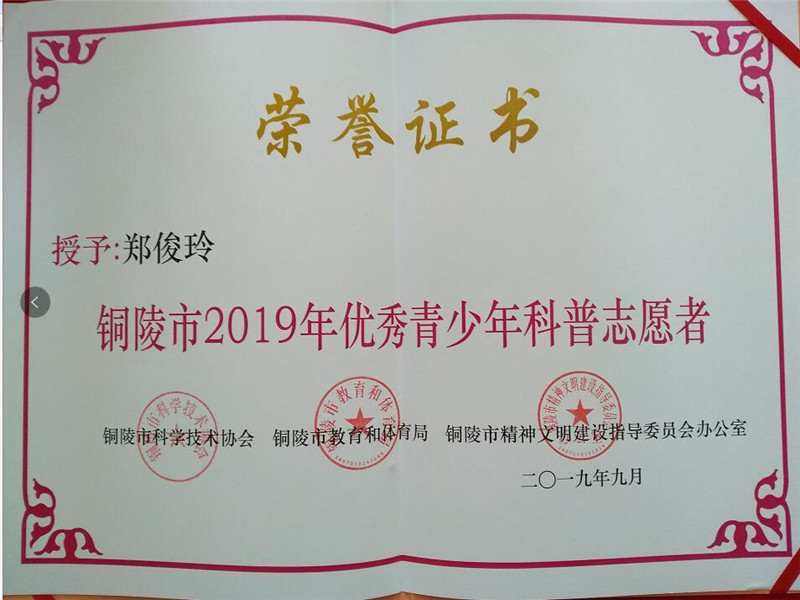 荣誉证书
授予:郑俊玲
铜陵市2019年优秀青少年科普志愿者
铜陵市科学技术协会 铜陵市教育和体育局 铜陵市精神文明建设指导委员会办公室
二〇一九年九月